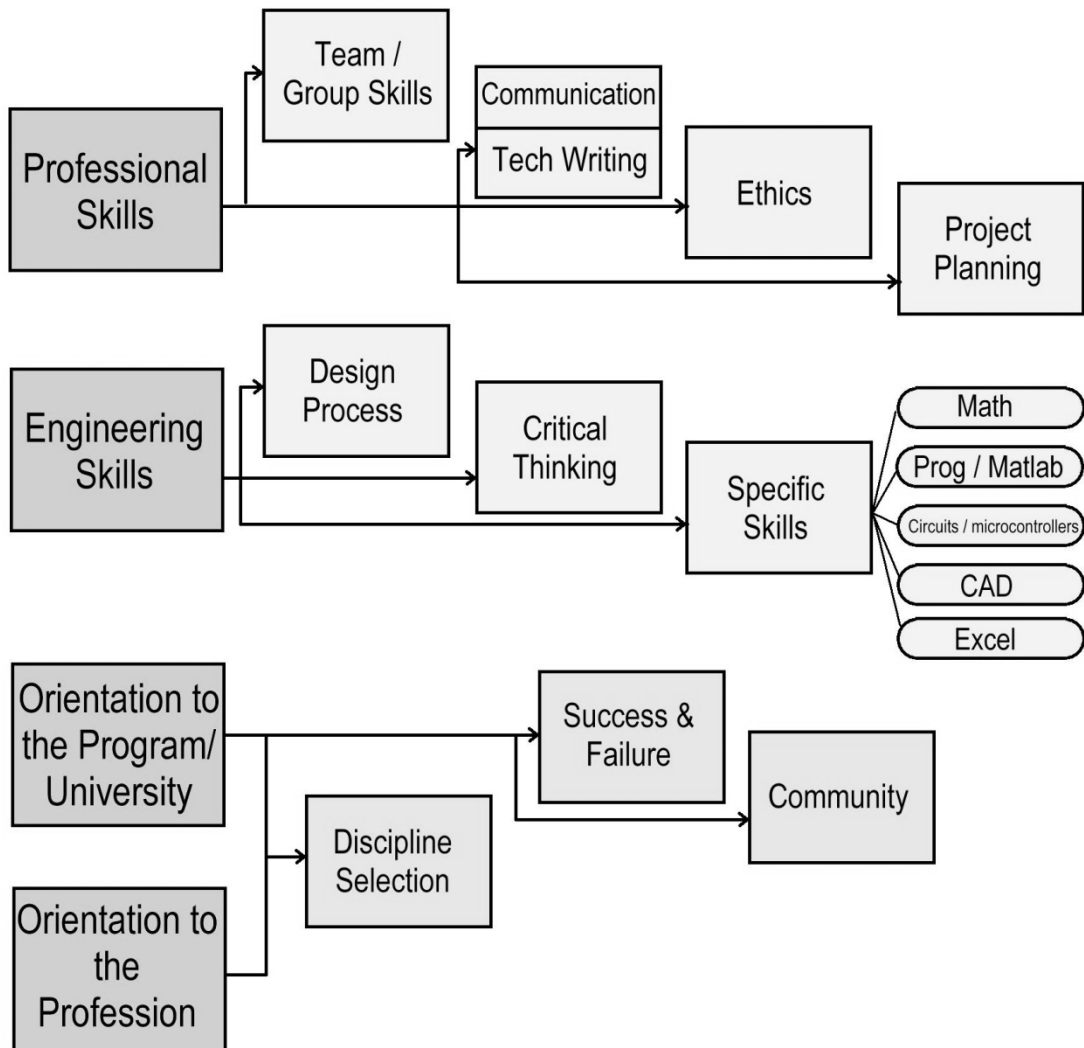 Team /
Group Skills
Communication
Tech Writing
Professional
Skills
Ethics
Project
Planning
Design
Process
Engineering
Skills
Critical
Thinking
Specific
Skills
Math
Prog / Matlab
Circuits / microcontrollers
CAD
Excel
Orientation to
the Program/
University
Success &
Failure
Community
Discipline
Selection
Orientation to
the
Profession